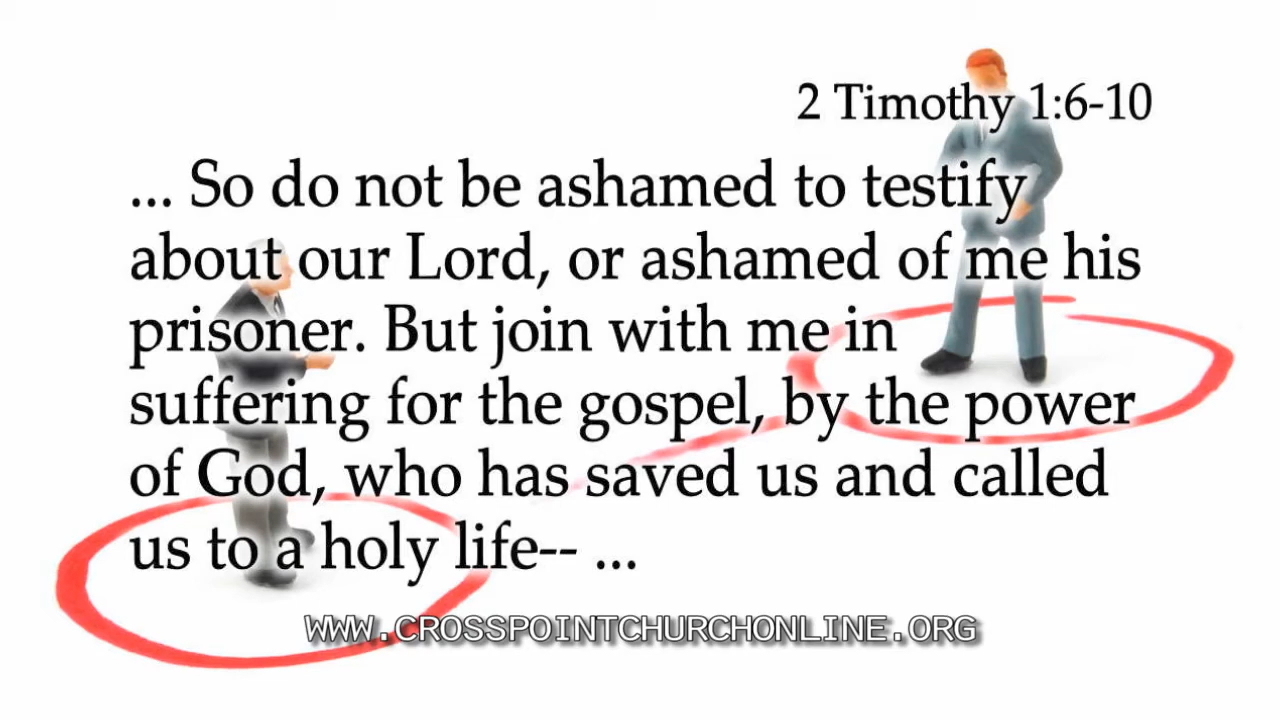 2 Timothy 1:6-10
... So do not be ashamed to testify
about our Lord, or ashamed of me his
prisoner. But join with me in
suffering for the gospel, by the power
of God, who has saved us and called
us to a holy life-- ...
WWW.CROSSPOINTCHURCHONLINE.ORG